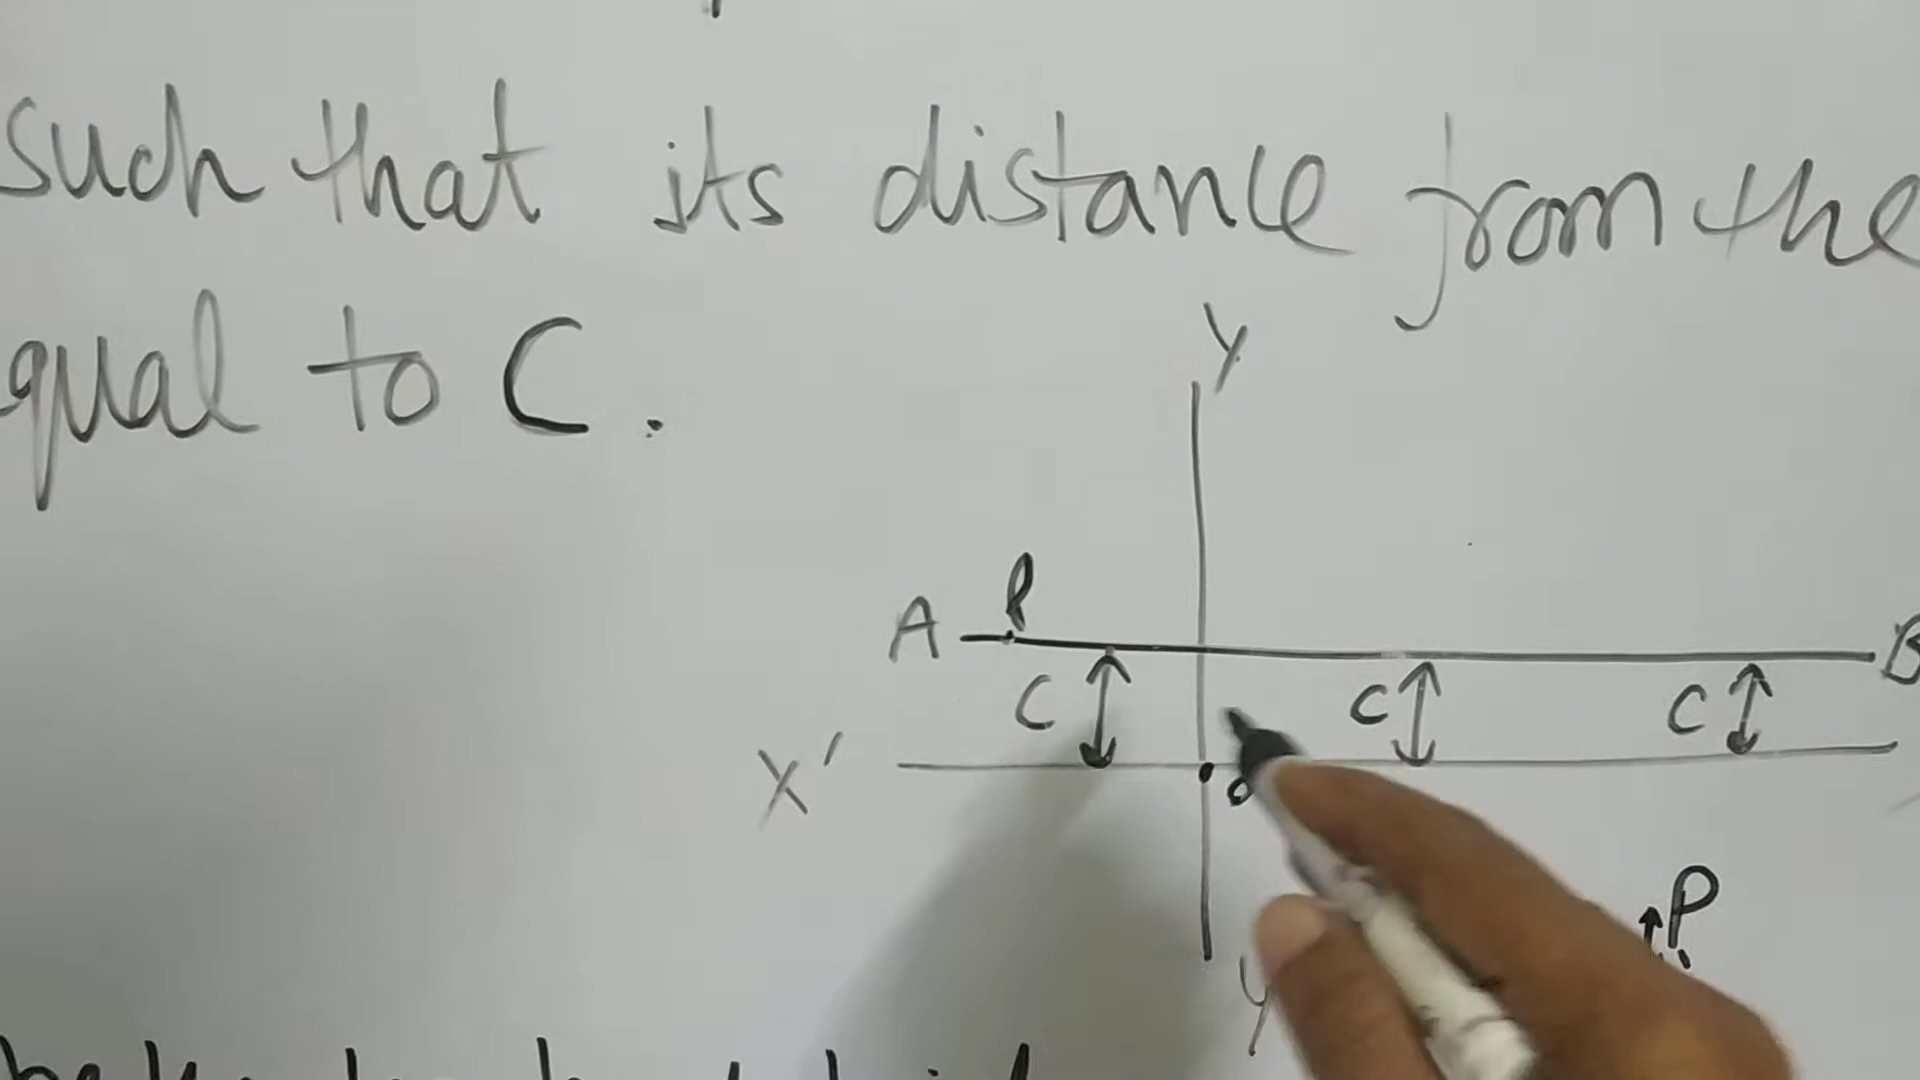 such that its distance from the
qual to C.
Y
A P B
C C C
X' O
P
Y